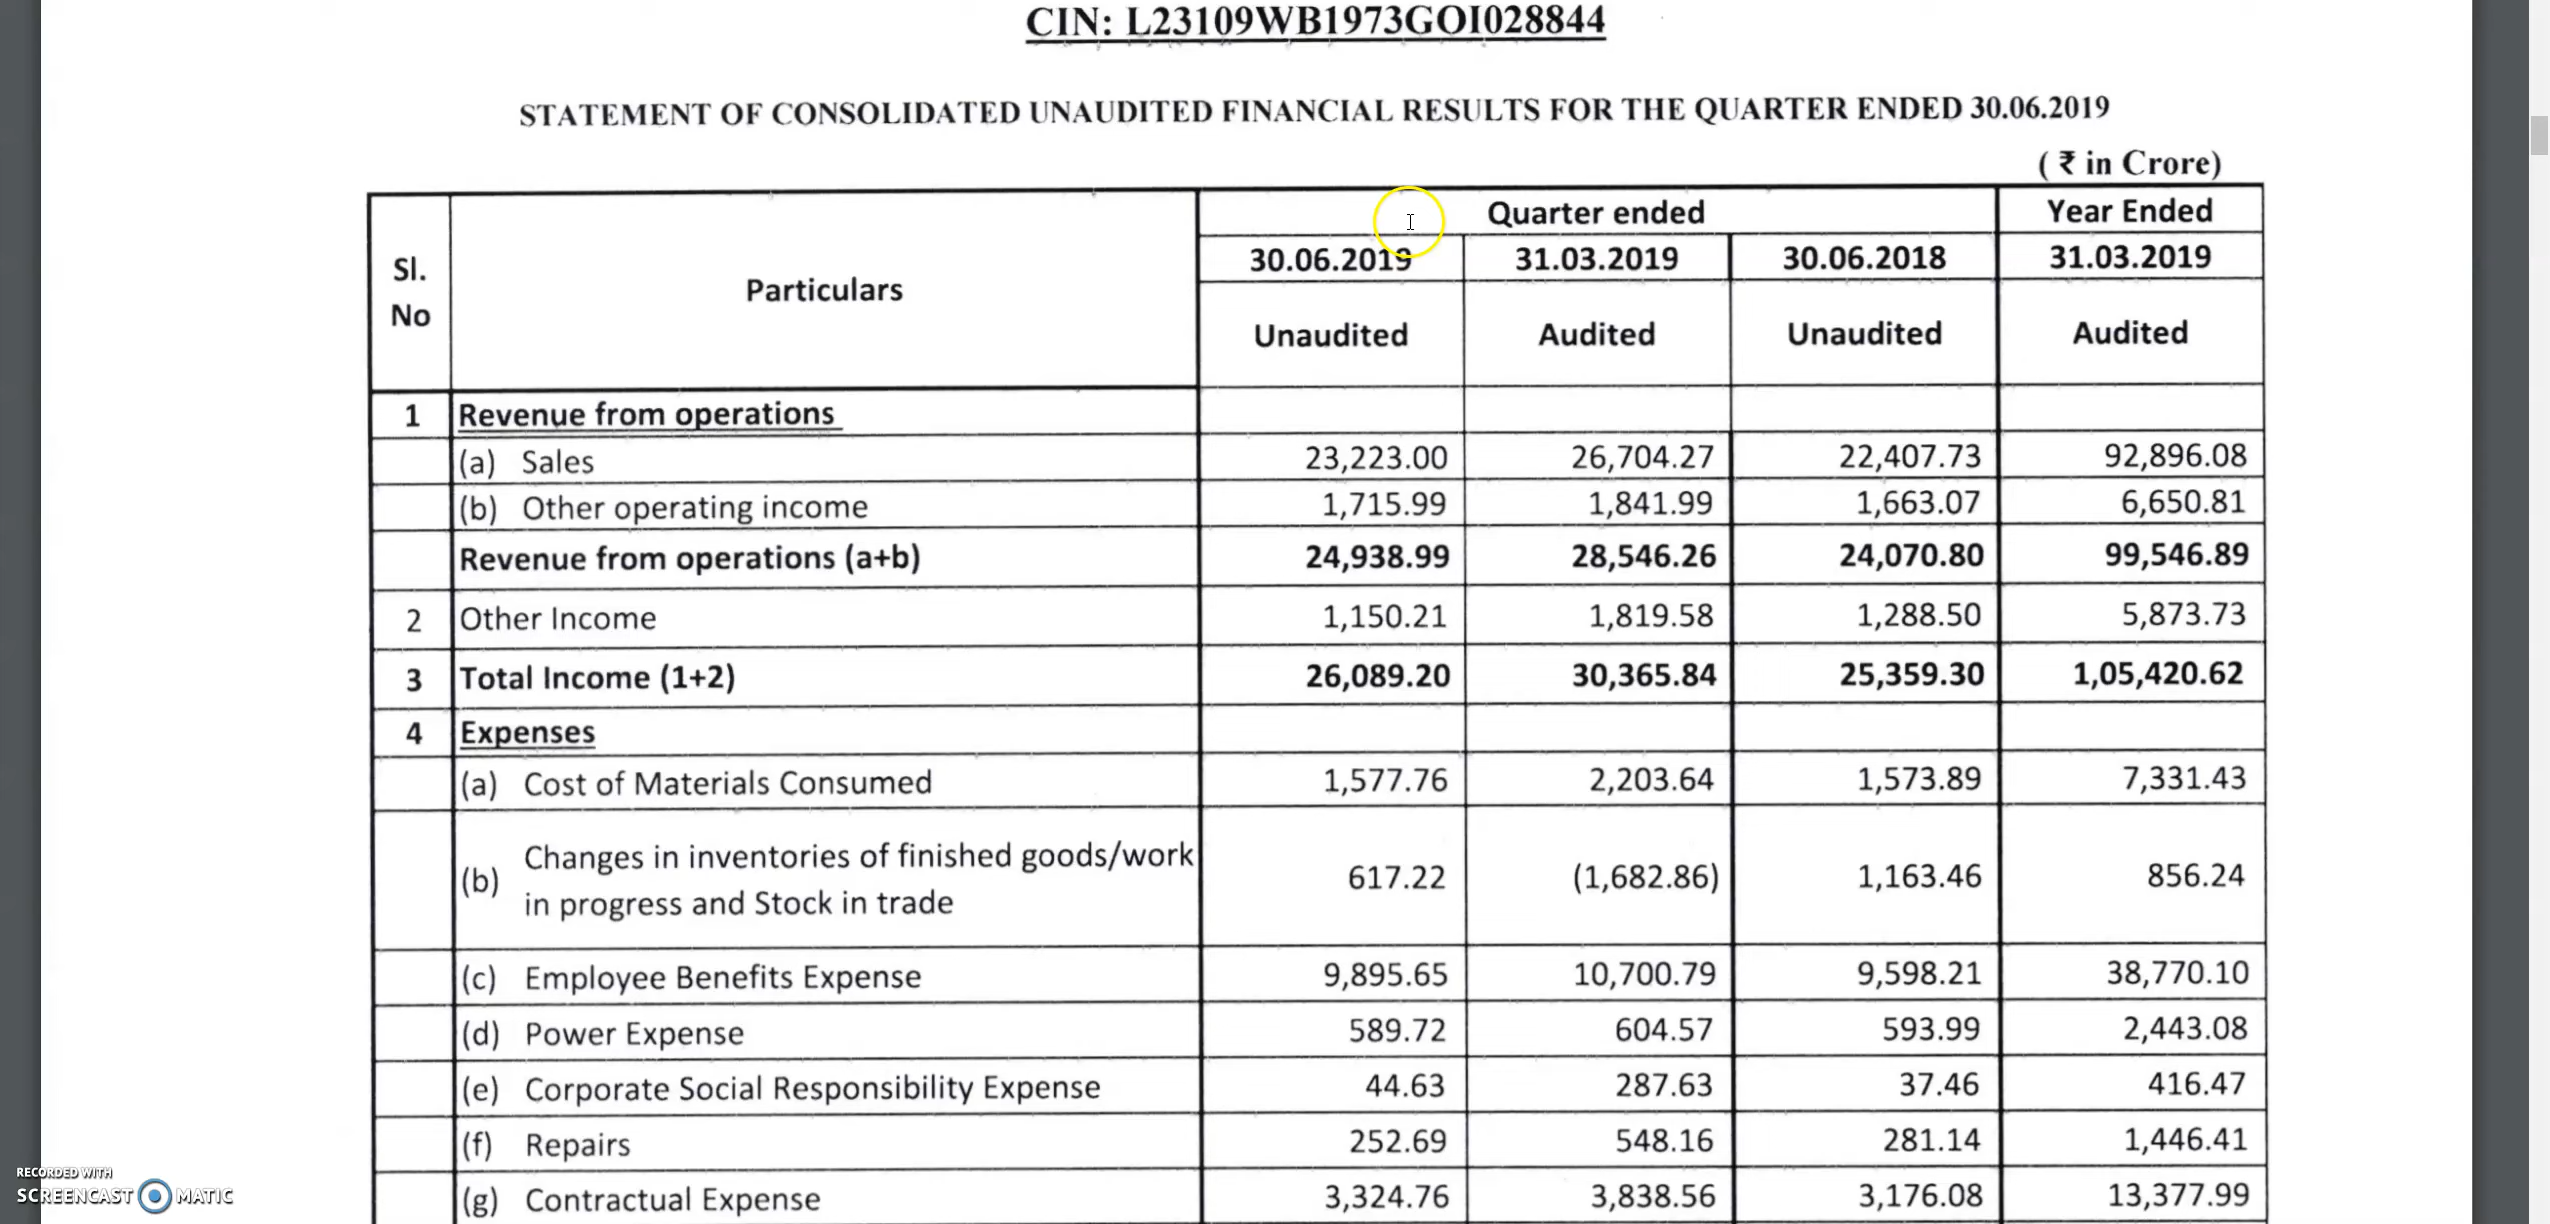 CIN: L23109WB1973GOI028844
STATEMENT OF CONSOLIDATED UNAUDITED FINANCIAL RESULTS FOR THE QUARTER ENDED 30.06.2019
( ₹ in Crore)
Sl. No Particulars Quarter ended Year Ended
30.06.2019 31.03.2019 30.06.2018 31.03.2019
Unaudited Audited Unaudited Audited
1 Revenue from operations
(a) Sales 23,223.00 26,704.27 22,407.73 92,896.08
(b) Other operating income 1,715.99 1,841.99 1,663.07 6,650.81
Revenue from operations (a+b) 24,938.99 28,546.26 24,070.80 99,546.89
2 Other Income 1,150.21 1,819.58 1,288.50 5,873.73
3 Total Income (1+2) 26,089.20 30,365.84 25,359.30 1,05,420.62
4 Expenses
(a) Cost of Materials Consumed 1,577.76 2,203.64 1,573.89 7,331.43
(b) Changes in inventories of finished goods/work
in progress and Stock in trade 617.22 (1,682.86) 1,163.46 856.24
(c) Employee Benefits Expense 9,895.65 10,700.79 9,598.21 38,770.10
(d) Power Expense 589.72 604.57 593.99 2,443.08
(e) Corporate Social Responsibility Expense 44.63 287.63 37.46 416.47
(f) Repairs 252.69 548.16 281.14 1,446.41
(g) Contractual Expense 3,324.76 3,838.56 3,176.08 13,377.99
RECORDED WITH
SCREENCAST MATIC